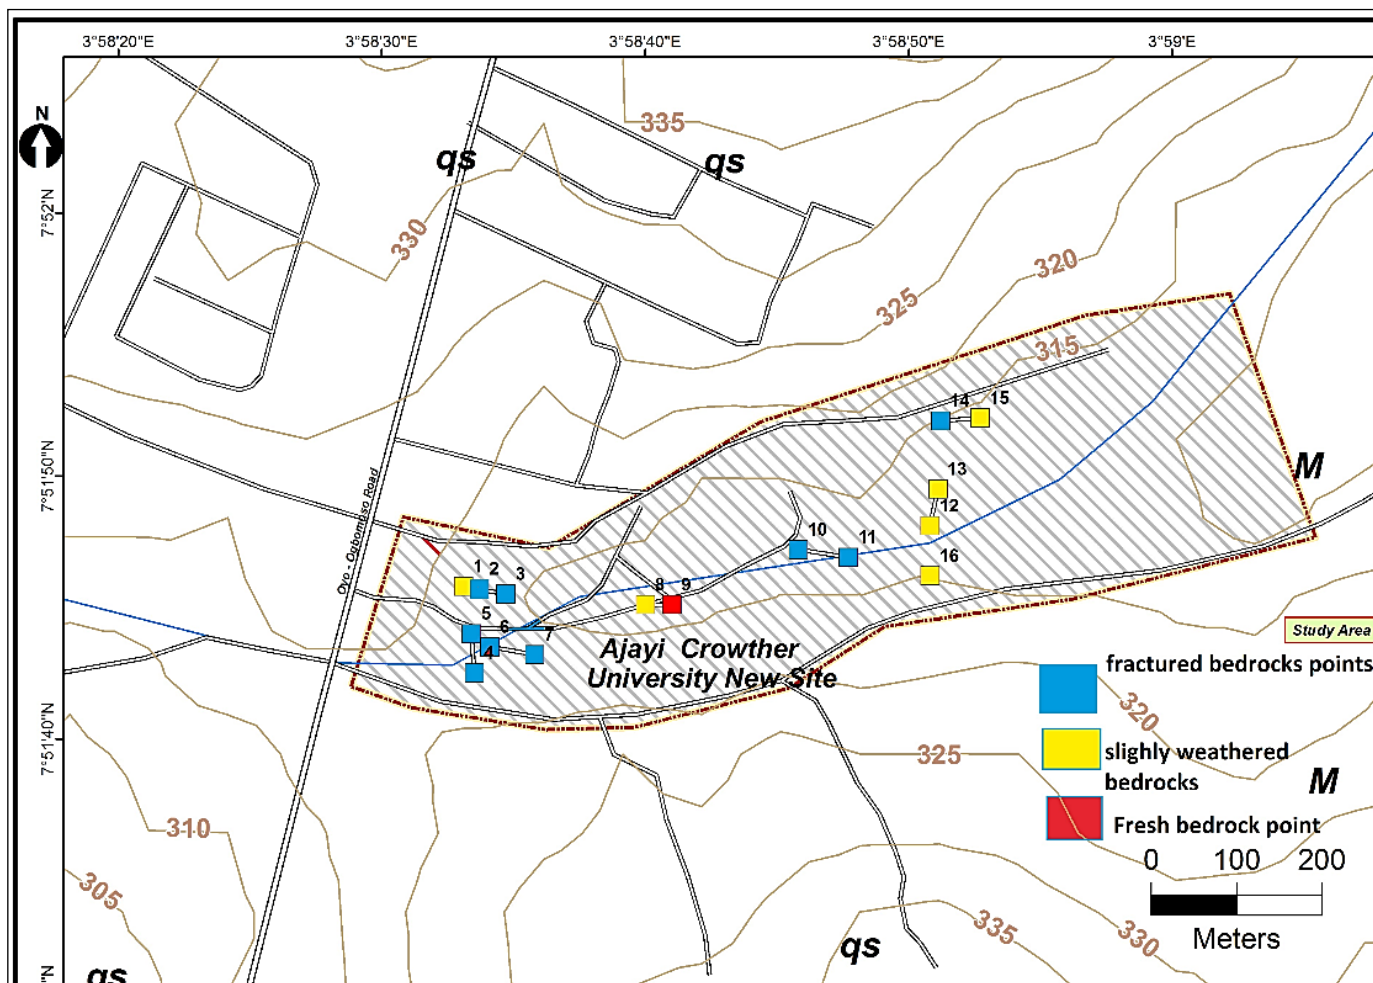 3°58'20"E
3°58'30"E
3°58'40"E
3°58'50"E
3°59'E
N
335
qs
qs
7°52'N
330
320
325
315
14
15
7°51'50"N
M
13
12
Oyo - Ogbomoso Road
10
11
16
1
2
3
8
9
5
6
7
4
Study Area
Ajayi Crowther
University New Site
fractured bedrocks points
320
7°51'40"N
325
slighly weathered
bedrocks
M
310
Fresh bedrock point
0 100 200
305
335
330
Meters
qs
qs
"N